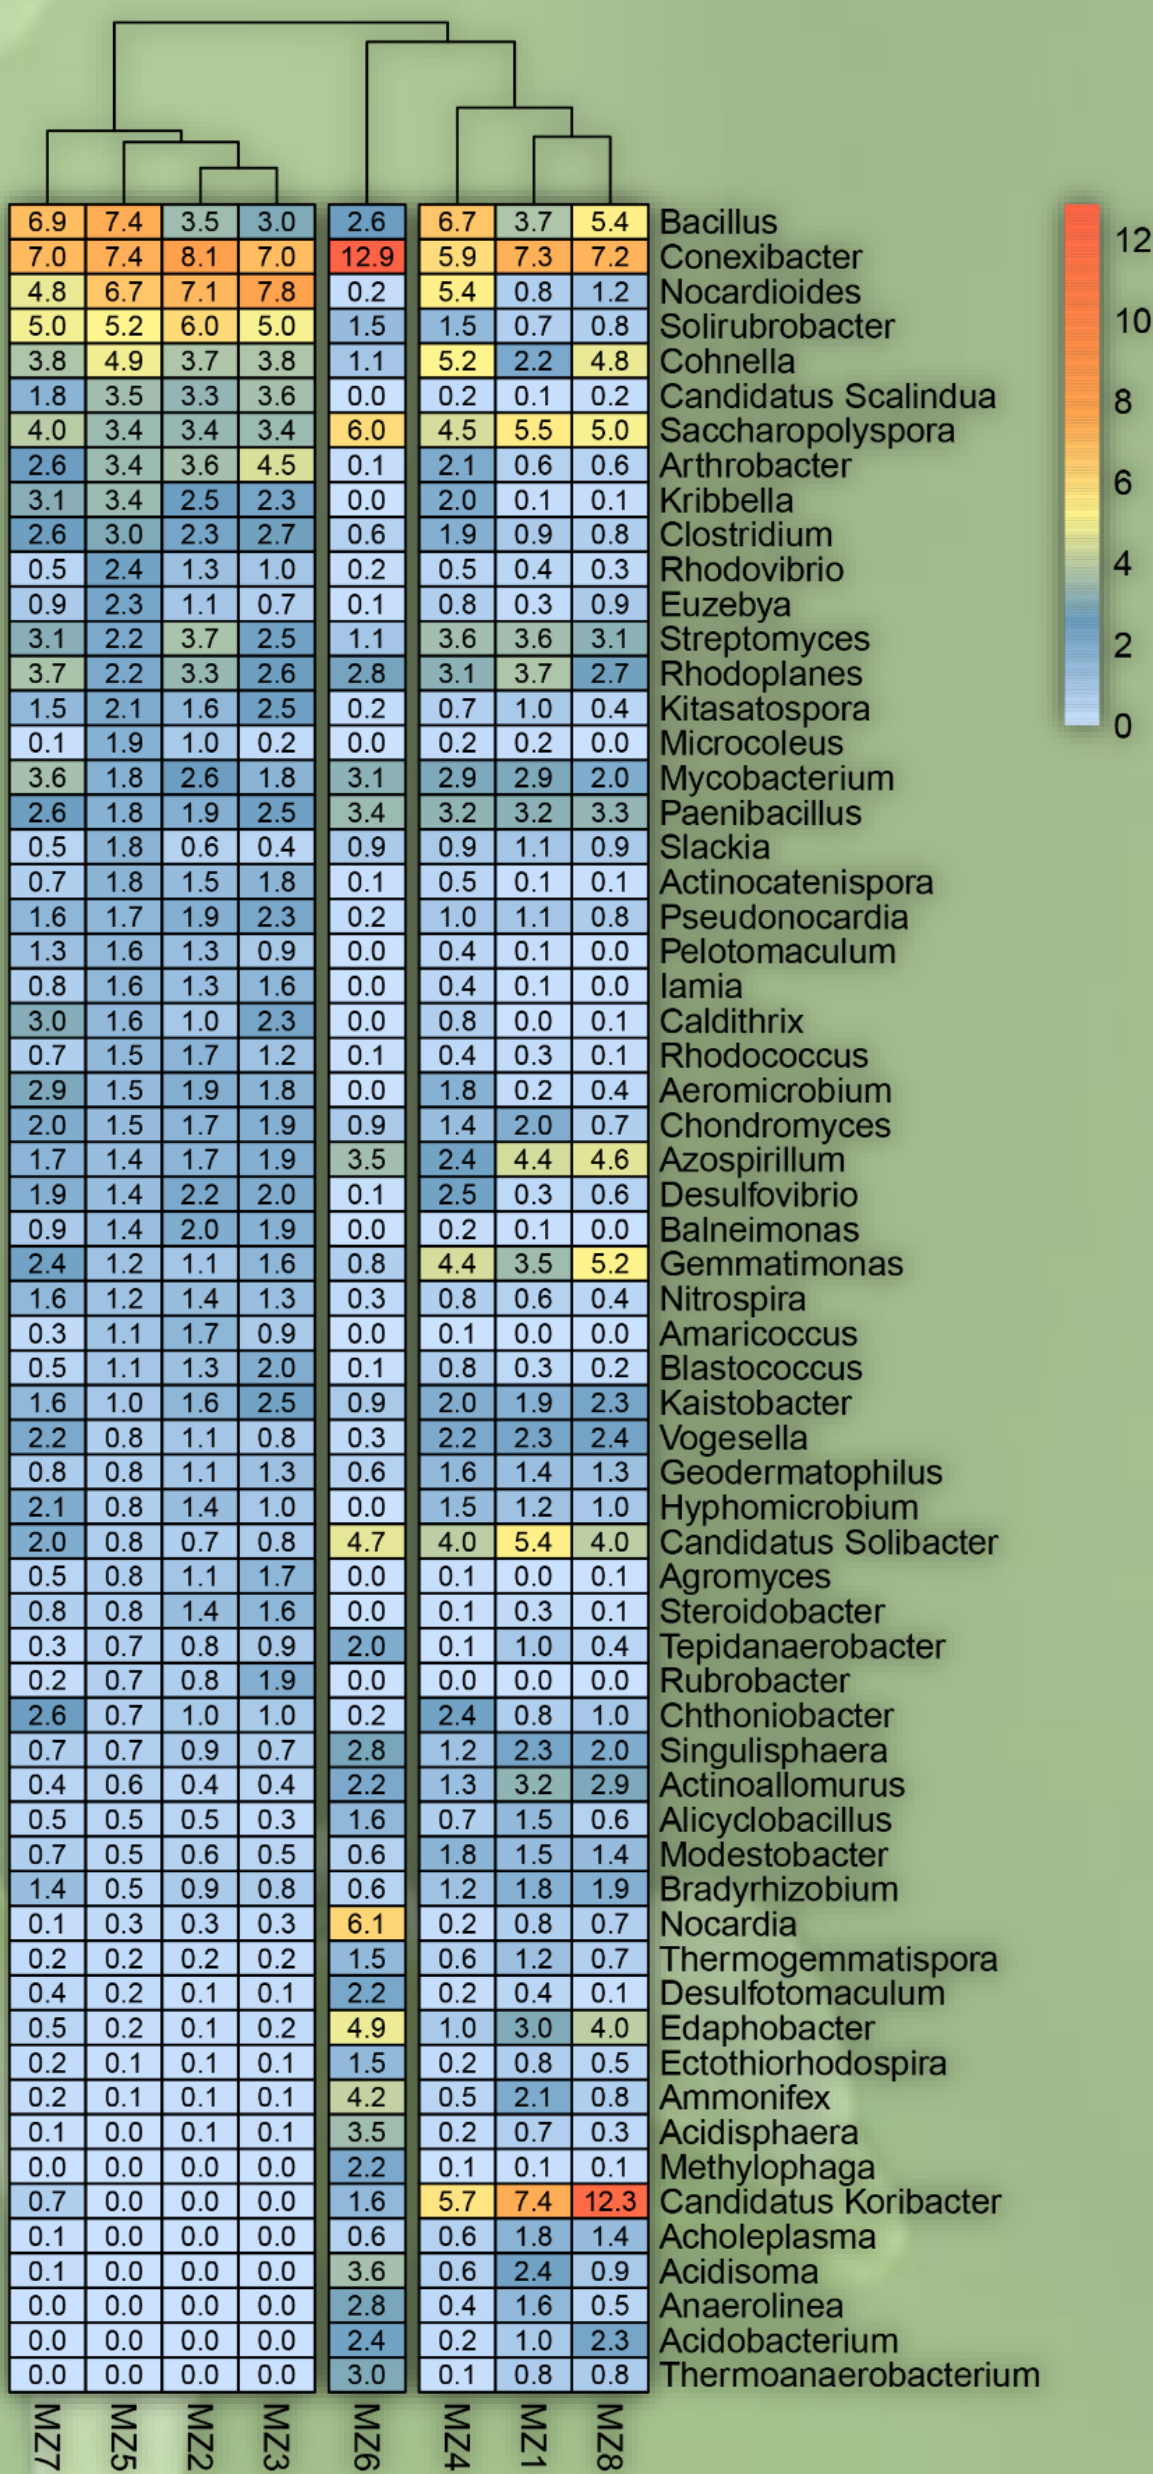 6.9 7.4 3.5 3.0 2.6 6.7 3.7 5.4 Bacillus
7.0 7.4 8.1 7.0 12.9 5.9 7.3 7.2 Conexibacter
4.8 6.7 7.1 7.8 0.2 5.4 0.8 1.2 Nocardioides
5.0 5.2 6.0 5.0 1.5 1.5 0.7 0.8 Solirubrobacter
3.8 4.9 3.7 3.8 1.1 5.2 2.2 4.8 Cohnella
1.8 3.5 3.3 3.6 0.0 0.2 0.1 0.2 Candidatus Scalindua
4.0 3.4 3.4 3.4 6.0 4.5 5.5 5.0 Saccharopolyspora
2.6 3.4 3.6 4.5 0.1 2.1 0.6 0.6 Arthrobacter
3.1 3.4 2.5 2.3 0.0 2.0 0.1 0.1 Kribbella
2.6 3.0 2.3 2.7 0.6 1.9 0.9 0.8 Clostridium
0.5 2.4 1.3 1.0 0.2 0.5 0.4 0.3 Rhodovibrio
0.9 2.3 1.1 0.7 0.1 0.8 0.3 0.9 Euzebya
3.1 2.2 3.7 2.5 1.1 3.6 3.6 3.1 Streptomyces
3.7 2.2 3.3 2.6 2.8 3.1 3.7 2.7 Rhodoplanes
1.5 2.1 1.6 2.5 0.2 0.7 1.0 0.4 Kitasatospora
0.1 1.9 1.0 0.2 0.0 0.2 0.2 0.0 Microcoleus
3.6 1.8 2.6 1.8 3.1 2.9 2.9 2.0 Mycobacterium
2.6 1.8 1.9 2.5 3.4 3.2 3.2 3.3 Paenibacillus
0.5 1.8 0.6 0.4 0.9 0.9 1.1 0.9 Slackia
0.7 1.8 1.5 1.8 0.1 0.5 0.1 0.1 Actinocatenispora
1.6 1.7 1.9 2.3 0.2 1.0 1.1 0.8 Pseudonocardia
1.3 1.6 1.3 0.9 0.0 0.4 0.1 0.0 Pelotomaculum
0.8 1.6 1.3 1.6 0.0 0.4 0.1 0.0 Iamia
3.0 1.6 1.0 2.3 0.0 0.8 0.0 0.1 Caldithrix
0.7 1.5 1.7 1.2 0.1 0.4 0.3 0.1 Rhodococcus
2.9 1.5 1.9 1.8 0.0 1.8 0.2 0.4 Aeromicrobium
2.0 1.5 1.7 1.9 0.9 1.4 2.0 0.7 Chondromyces
1.7 1.4 1.7 1.9 3.5 2.4 4.4 4.6 Azospirillum
1.9 1.4 2.2 2.0 0.1 2.5 0.3 0.6 Desulfovibrio
0.9 1.4 2.0 1.9 0.0 0.2 0.1 0.0 Balneimonas
2.4 1.2 1.1 1.6 0.8 4.4 3.5 5.2 Gemmatimonas
1.6 1.2 1.4 1.3 0.3 0.8 0.6 0.4 Nitrospira
0.3 1.1 1.7 0.9 0.0 0.1 0.0 0.0 Amaricoccus
0.5 1.1 1.3 2.0 0.1 0.8 0.3 0.2 Blastococcus
1.6 1.0 1.6 2.5 0.9 2.0 1.9 2.3 Kaistobacter
2.2 0.8 1.1 0.8 0.3 2.2 2.3 2.4 Vogesella
0.8 0.8 1.1 1.3 0.6 1.6 1.4 1.3 Geodermatophilus
2.1 0.8 1.4 1.0 0.0 1.5 1.2 1.0 Hyphomicrobium
2.0 0.8 0.7 0.8 4.7 4.0 5.4 4.0 Candidatus Solibacter
0.5 0.8 1.1 1.7 0.0 0.1 0.0 0.1 Agromyces
0.8 0.8 1.4 1.6 0.0 0.1 0.3 0.1 Steroidobacter
0.3 0.7 0.8 0.9 2.0 0.1 1.0 0.4 Tepidanaerobacter
0.2 0.7 0.8 1.9 0.0 0.0 0.0 0.0 Rubrobacter
2.6 0.7 1.0 1.0 0.2 2.4 0.8 1.0 Chthoniobacter
0.7 0.7 0.9 0.7 2.8 1.2 2.3 2.0 Singulisphaera
0.4 0.6 0.4 0.4 2.2 1.3 3.2 2.9 Actinoallomurus
0.5 0.5 0.5 0.3 1.6 0.7 1.5 0.6 Alicyclobacillus
0.7 0.5 0.6 0.5 0.6 1.8 1.5 1.4 Modestobacter
1.4 0.5 0.9 0.8 0.6 1.2 1.8 1.9 Bradyrhizobium
0.1 0.3 0.3 0.3 6.1 0.2 0.8 0.7 Nocardia
0.2 0.2 0.2 0.2 1.5 0.6 1.2 0.7 Thermogemmatispora
0.4 0.2 0.1 0.1 2.2 0.2 0.4 0.1 Desulfotomaculum
0.5 0.2 0.1 0.2 4.9 1.0 3.0 4.0 Edaphobacter
0.2 0.1 0.1 0.1 1.5 0.2 0.8 0.5 Ectothiorhodospira
0.2 0.1 0.1 0.1 4.2 0.5 2.1 0.8 Ammonifex
0.1 0.0 0.1 0.1 3.5 0.2 0.7 0.3 Acidisphaera
0.0 0.0 0.0 0.0 2.2 0.1 0.1 0.1 Methylophaga
0.7 0.0 0.0 0.0 1.6 5.7 7.4 12.3 Candidatus Koribacter
0.1 0.0 0.0 0.0 0.6 0.6 1.8 1.4 Acholeplasma
0.1 0.0 0.0 0.0 3.6 0.6 2.4 0.9 Acidisoma
0.0 0.0 0.0 0.0 2.8 0.4 1.6 0.5 Anaerolinea
0.0 0.0 0.0 0.0 2.4 0.2 1.0 2.3 Acidobacterium
0.0 0.0 0.0 0.0 3.0 0.1 0.8 0.8 Thermoanaerobacterium
MZ7 MZ5 MZ2 MZ3 MZ6 MZ4 MZ1 MZ8
12
10
8
6
4
2
0